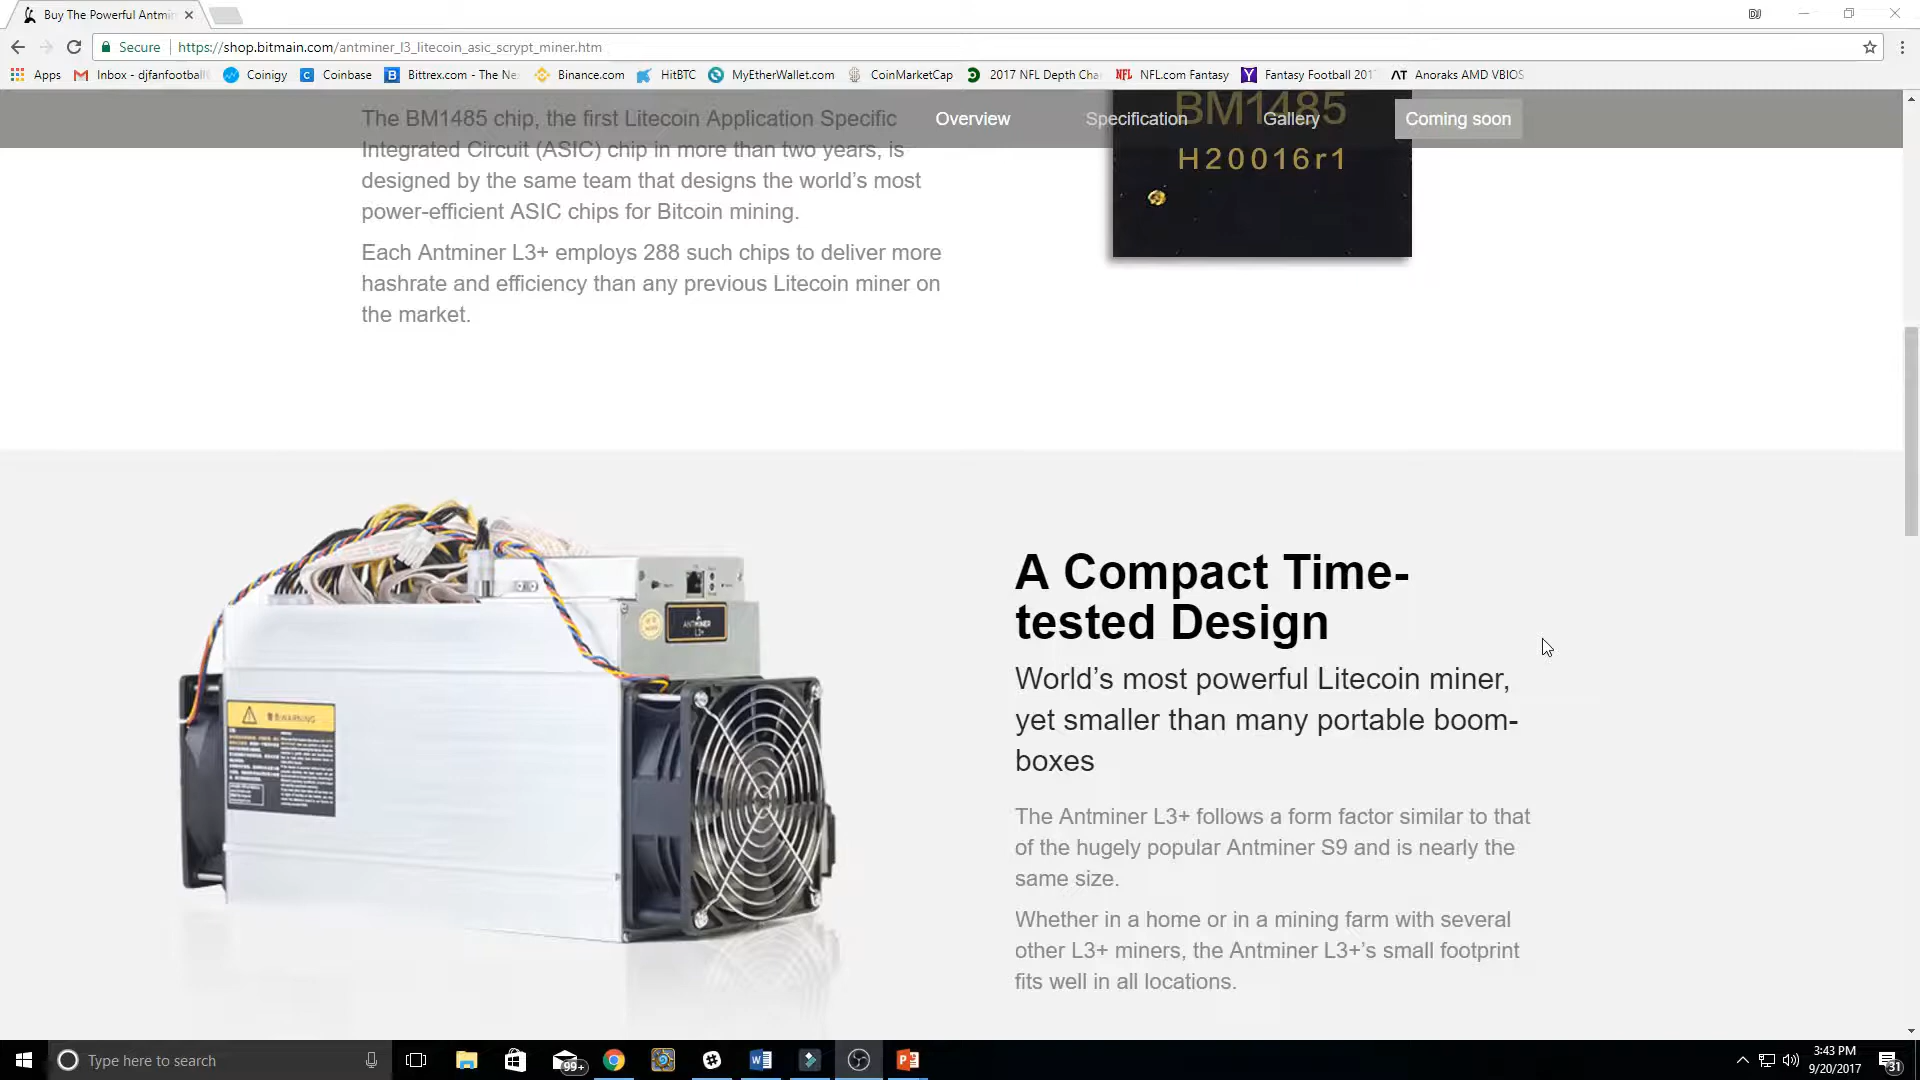 Buy The Powerful Antmi
Secure
https://shop.bitmain.com/antminer_l3_litecoin_asic_scrypt_miner.htm
Apps
Inbox - djfanfootball
Coinigy
Coinbase
Bittrex.com - The Ne
Binance.com
HitBTC
MyEtherWallet.com
CoinMarketCap
2017 NFL Depth Cha
NFL.com Fantasy
Fantasy Football 201
Anoraks AMD VBIOS
Overview
Specification
Gallery
Coming soon
The BM1485 chip, the first Litecoin Application Specific
Integrated Circuit (ASIC) chip in more than two years, is
designed by the same team that designs the world’s most
power-efficient ASIC chips for Bitcoin mining.
Each Antminer L3+ employs 288 such chips to deliver more
hashrate and efficiency than any previous Litecoin miner on
the market.
BM1485
H20016r1
ANTMINER
L3+
WARNING
A Compact Time-
tested Design
World’s most powerful Litecoin miner,
yet smaller than many portable boom-
boxes
The Antminer L3+ follows a form factor similar to that
of the hugely popular Antminer S9 and is nearly the
same size.
Whether in a home or in a mining farm with several
other L3+ miners, the Antminer L3+’s small footprint
fits well in all locations.
Type here to search
99+
3:43 PM
9/20/2017
31